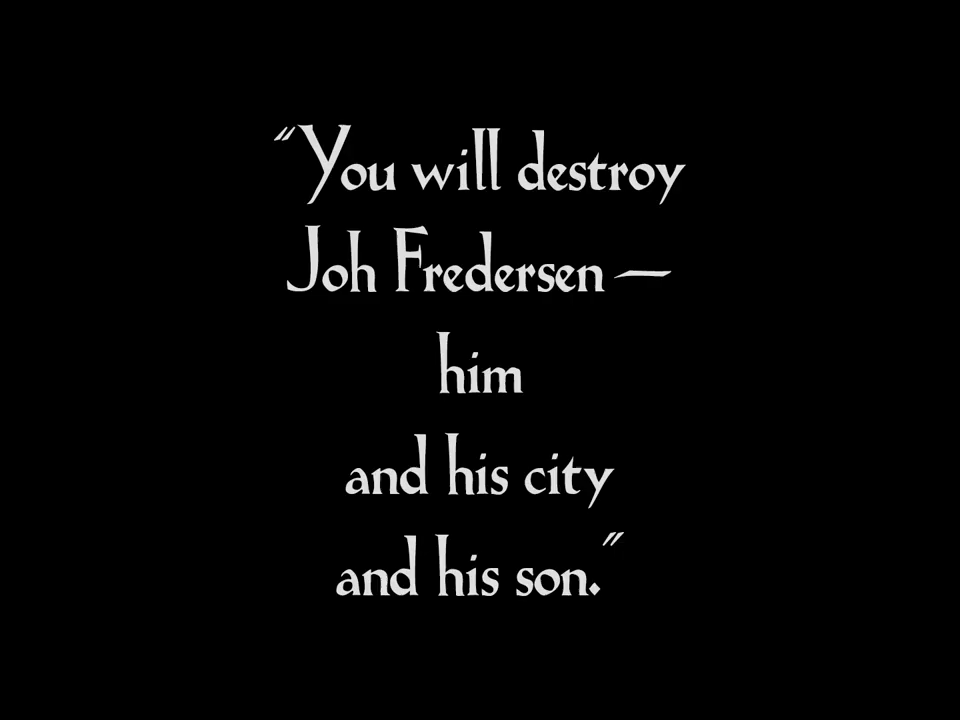 “You will destroy
Joh Fredersen —
him
and his city
and his son.”